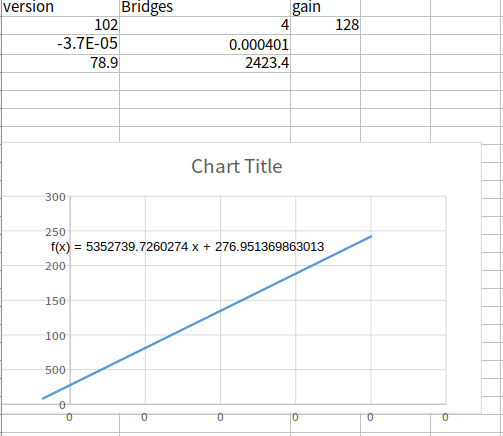 version Bridges gain
102 4 128
-3.7E-05 0.000401
78.9 2423.4
Chart Title
300
250
f(x) = 5352739.7260274 x + 276.951369863013
200
150
100
500
0
0 0 0 0 0 0